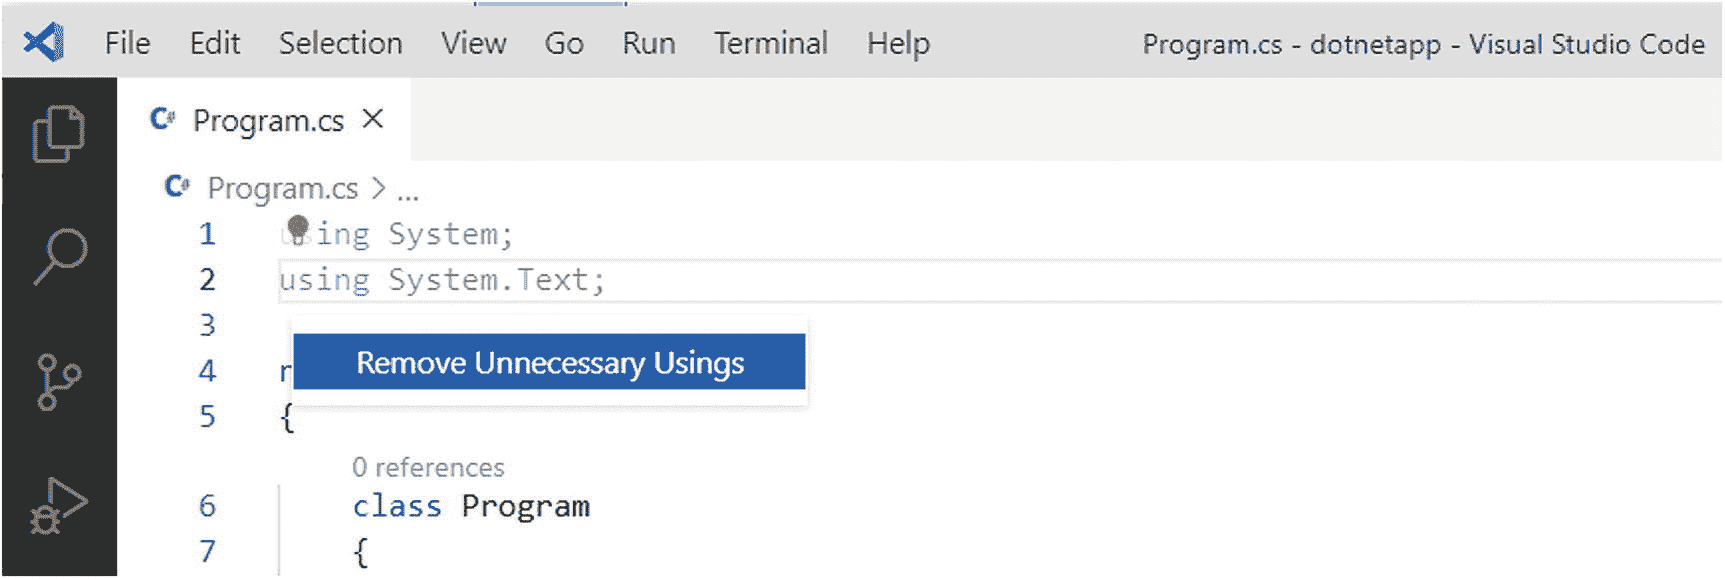 File Edit Selection View Go Run Terminal Help Program.cs - dotnetapp - Visual Studio Code
C# Program.cs ×
C# Program.cs > ...
1 using System;
2 using System.Text;
3
Remove Unnecessary Usings
4 n
5 {
0 references
6 class Program
7 {